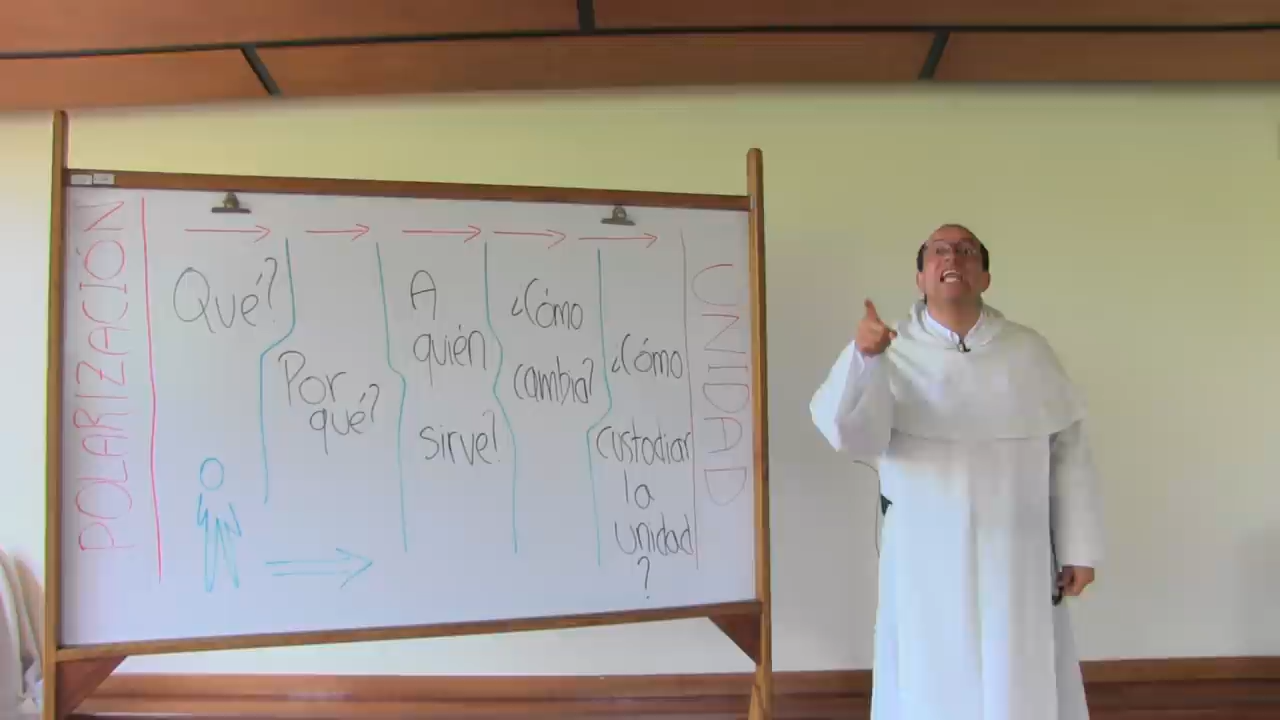 POLARIZACIÓN
Qué?
Por
qué?
A
quién
sirve?
¿Cómo
cambia?
¿Cómo
custodiar
la
unidad
?
UNIDAD